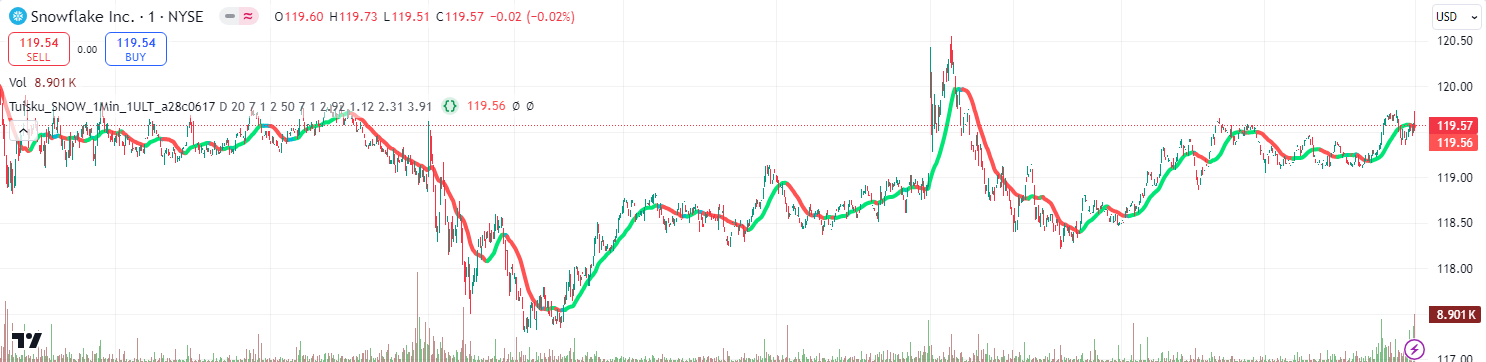 Snowflake Inc. · 1 · NYSE O119.60 H119.73 L119.51 C119.57 −0.02 (−0.02%)
USD
119.54 SELL 0.00 119.54 BUY
Vol 8.901 K
D 20 7 1 2 50 7 1 2.92 1.12 2.31 3.91 {} 119.56 ∅ ∅
120.50
120.00
119.57
119.56
119.00
118.50
118.00
8.901 K
117.00